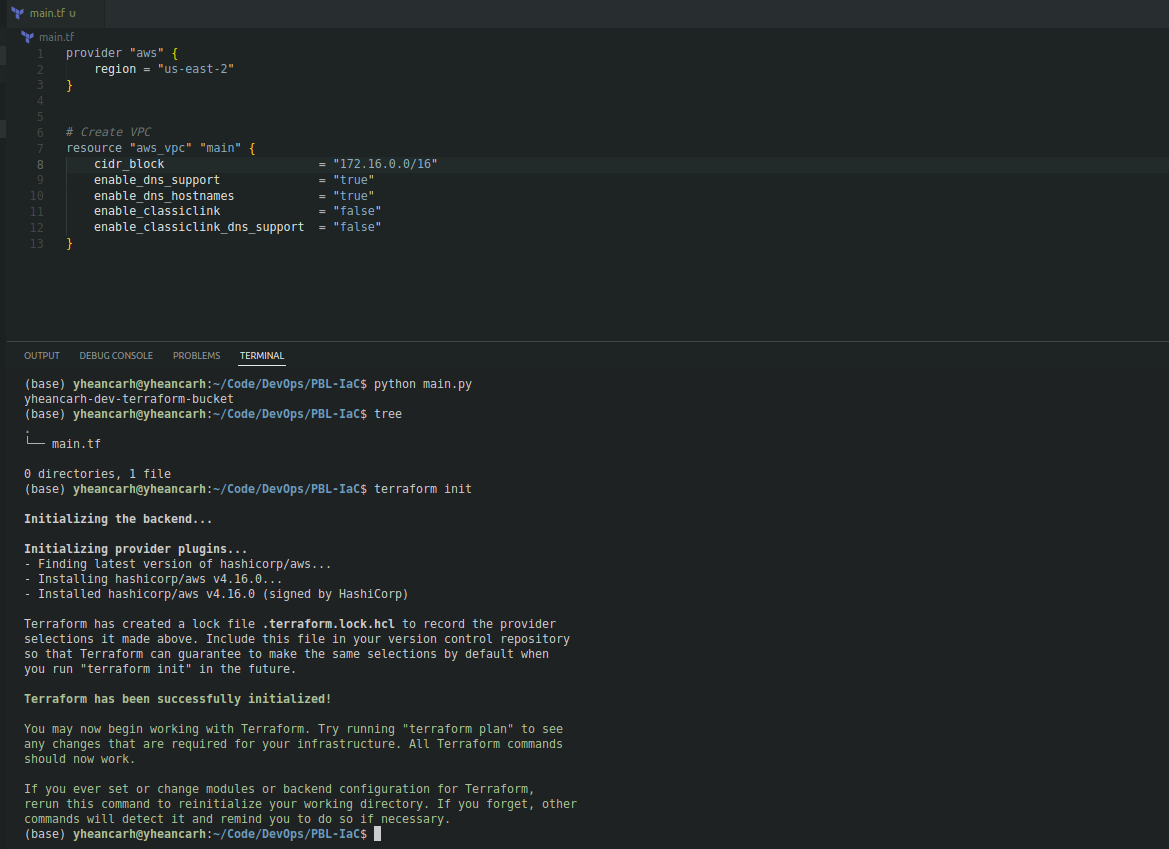 main.tf U
main.tf
1 provider "aws" {
2     region = "us-east-2"
3 }
4
5
6 # Create VPC
7 resource "aws_vpc" "main" {
8     cidr_block                      = "172.16.0.0/16"
9     enable_dns_support              = "true"
10     enable_dns_hostnames            = "true"
11     enable_classiclink              = "false"
12     enable_classiclink_dns_support  = "false"
13 }
OUTPUT DEBUG CONSOLE PROBLEMS TERMINAL
(base) yheancarh@yheancarh:~/Code/DevOps/PBL-IaC$ python main.py
yheancarh-dev-terraform-bucket
(base) yheancarh@yheancarh:~/Code/DevOps/PBL-IaC$ tree
.
└── main.tf
0 directories, 1 file
(base) yheancarh@yheancarh:~/Code/DevOps/PBL-IaC$ terraform init
Initializing the backend...
Initializing provider plugins...
- Finding latest version of hashicorp/aws...
- Installing hashicorp/aws v4.16.0...
- Installed hashicorp/aws v4.16.0 (signed by HashiCorp)
Terraform has created a lock file .terraform.lock.hcl to record the provider
selections it made above. Include this file in your version control repository
so that Terraform can guarantee to make the same selections by default when
you run "terraform init" in the future.
Terraform has been successfully initialized!
You may now begin working with Terraform. Try running "terraform plan" to see
any changes that are required for your infrastructure. All Terraform commands
should now work.
If you ever set or change modules or backend configuration for Terraform,
rerun this command to reinitialize your working directory. If you forget, other
commands will detect it and remind you to do so if necessary.
(base) yheancarh@yheancarh:~/Code/DevOps/PBL-IaC$